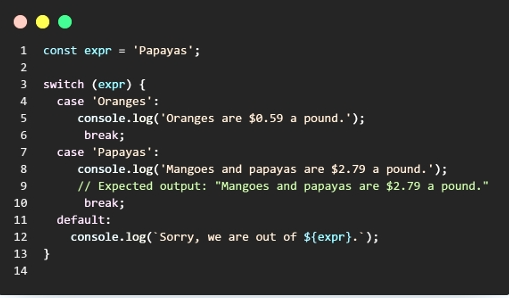 1 const expr = 'Papayas';
2
3 switch (expr) {
4   case 'Oranges':
5      console.log('Oranges are $0.59 a pound.');
6       break;
7   case 'Papayas':
8      console.log('Mangoes and papayas are $2.79 a pound.');
9      // Expected output: "Mangoes and papayas are $2.79 a pound."
10       break;
11   default:
12     console.log(`Sorry, we are out of ${expr}.`);
13 }
14